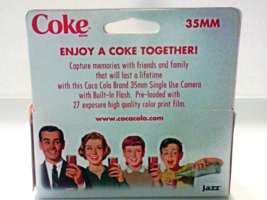 Coke
35MM
ENJOY A COKE TOGETHER!
Capture memories with friends and family
that will last a lifetime
with this Coca Cola Brand 35mm Single Use Camera
with Built-In Flash. Pre-loaded with
27 exposure high quality color print film.
www.cocacola.com
jazz